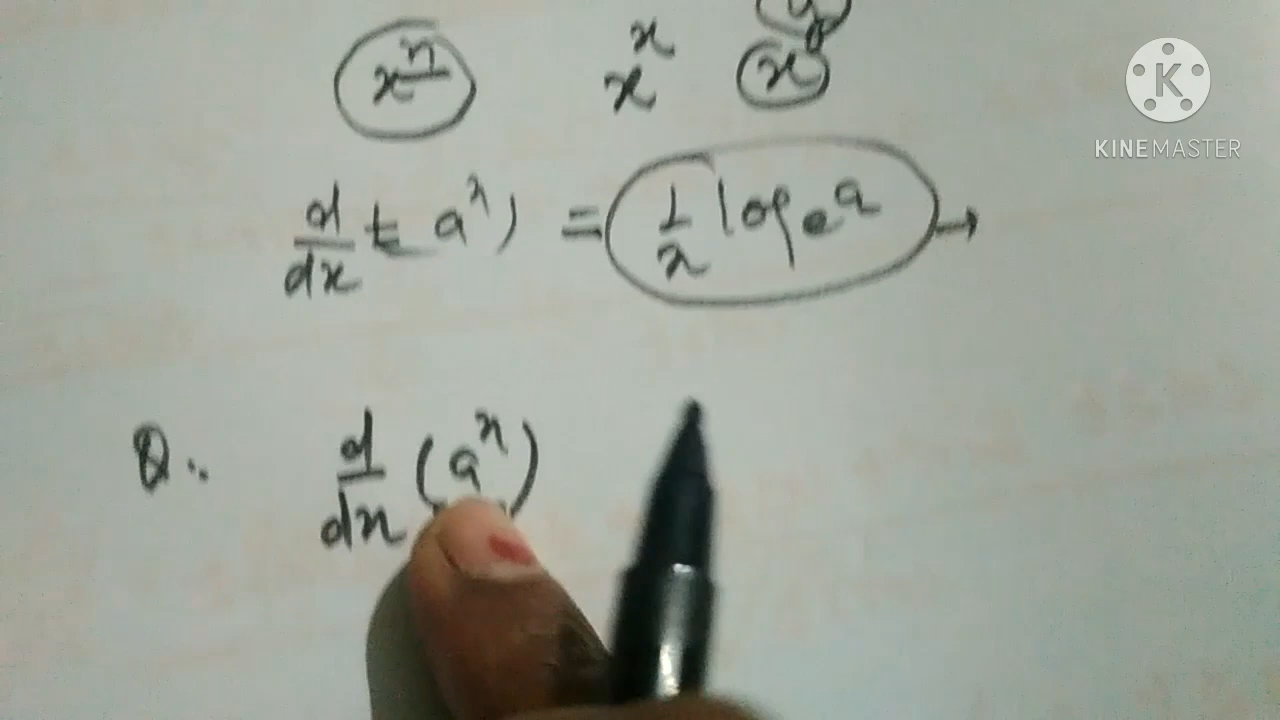 xⁿ xˣ xʸ
K
KINEMASTER
d/dx (aˣ) = 1/x logₑa →
Q. d/dx (aˣ)